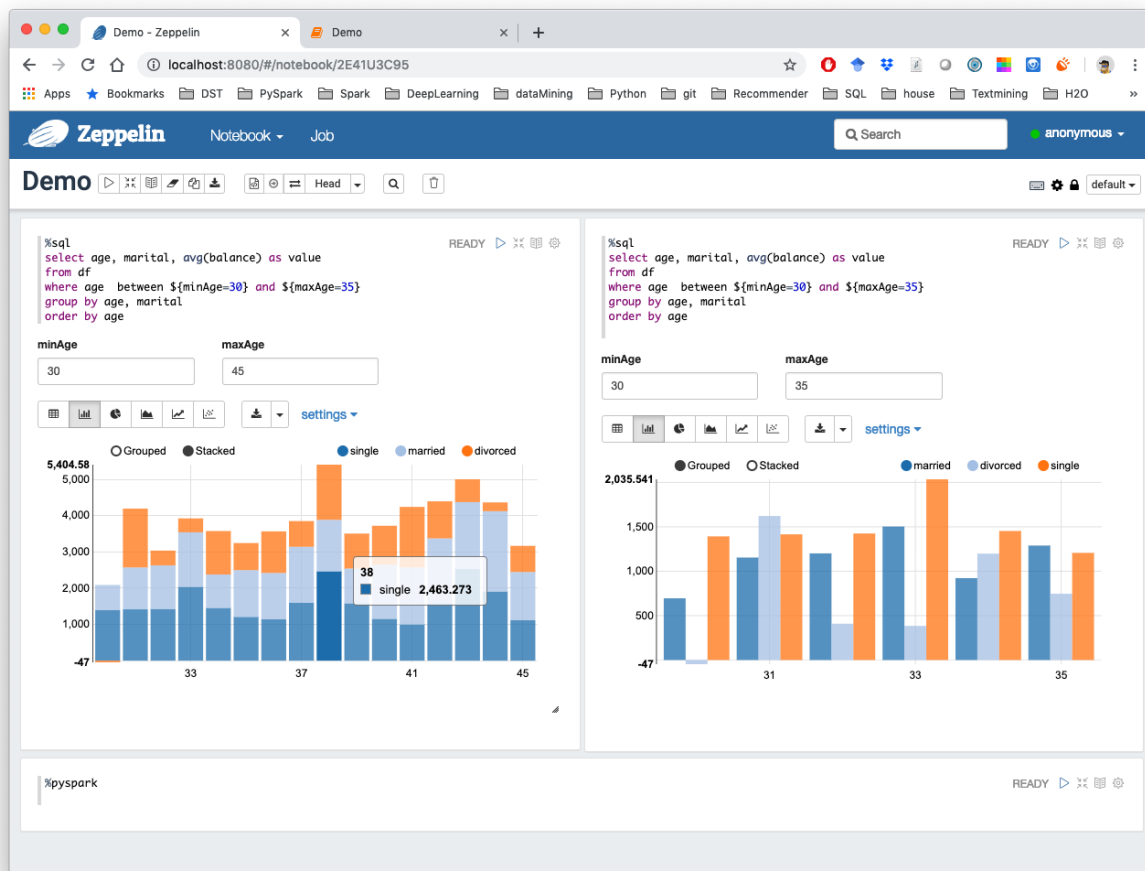 Demo - Zeppelin
Demo
localhost:8080/#/notebook/2E41U3C95
Apps Bookmarks DST PySpark Spark DeepLearning dataMining Python git Recommender SQL house Textmining H2O »
Zeppelin Notebook Job Search anonymous
Demo Head default
%sql
select age, marital, avg(balance) as value
from df
where age  between ${minAge=30} and ${maxAge=35}
group by age, marital
order by age
READY
minAge maxAge
30 45
settings
Grouped Stacked single married divorced
5,404.58
5,000
4,000
3,000
2,000
1,000
-47
38
single 2,463.273
33 37 41 45
%sql
select age, marital, avg(balance) as value
from df
where age  between ${minAge=30} and ${maxAge=35}
group by age, marital
order by age
READY
minAge maxAge
30 35
settings
Grouped Stacked married divorced single
2,035.541
1,500
1,000
500
-47
31 33 35
%pyspark
READY